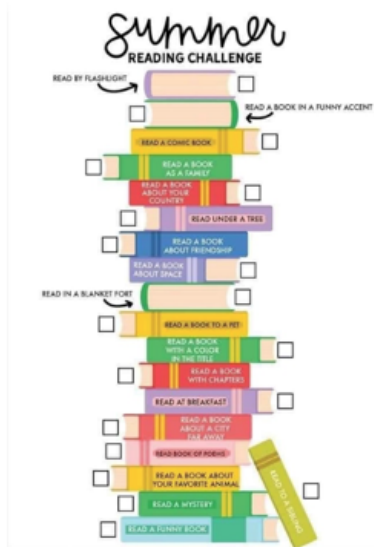 summer
READING CHALLENGE
READ BY FLASHLIGHT
READ A BOOK IN A FUNNY ACCENT
READ A COMIC BOOK
READ A BOOK
AS A FAMILY
READ A BOOK
ABOUT YOUR
COUNTRY
READ UNDER A TREE
READ A BOOK
ABOUT FRIENDSHIP
READ A BOOK
ABOUT SPACE
READ IN A BLANKET FORT
READ A BOOK TO A PET
READ A BOOK
WITH A COLOR
IN THE TITLE
READ A BOOK
WITH CHAPTERS
READ AT BREAKFAST
READ A BOOK
ABOUT A CITY
FAR AWAY
READ BOOK OF POEMS
READ A BOOK ABOUT
YOUR FAVORITE ANIMAL
READ TO A SIBLING
READ A MYSTERY
READ A FUNNY BOOK